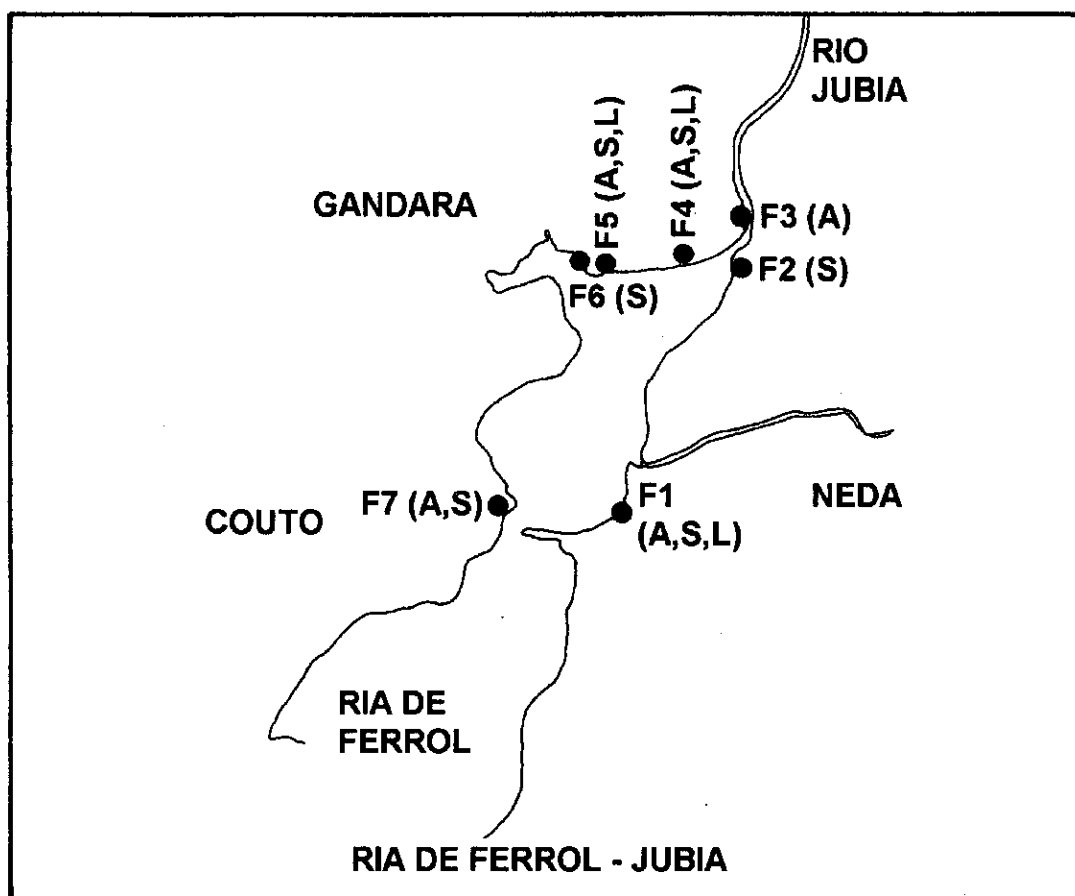 RIO
JUBIA
F5 (A,S,L)
F4 (A,S,L)
GANDARA
F3 (A)
F2 (S)
F6 (S)
F7 (A,S)
F1
(A,S,L)
NEDA
COUTO
RIA DE
FERROL
RIA DE FERROL - JUBIA